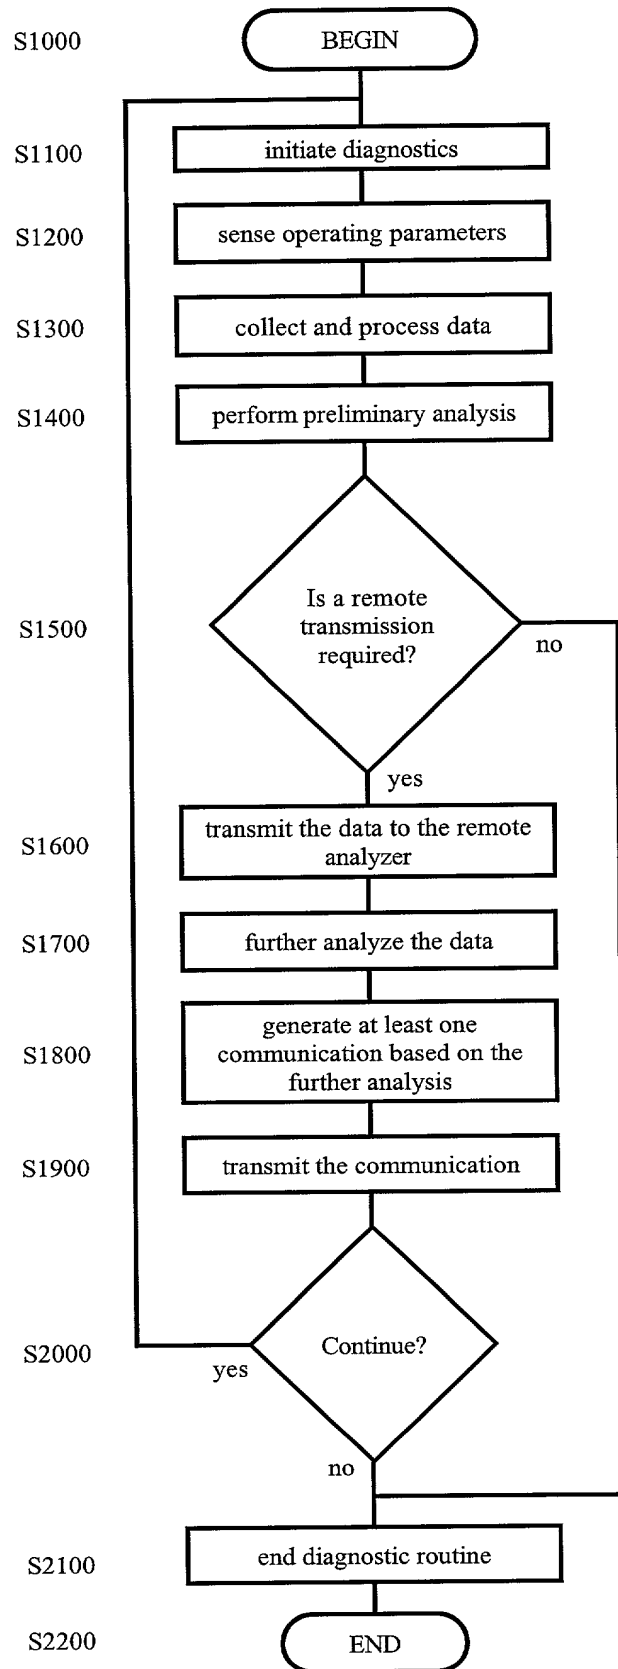 S1000
BEGIN
S1100
initiate diagnostics
S1200
sense operating parameters
S1300
collect and process data
S1400
perform preliminary analysis
S1500
Is a remote
transmission
required?
no
yes
S1600
transmit the data to the remote
analyzer
S1700
further analyze the data
S1800
generate at least one
communication based on the
further analysis
S1900
transmit the communication
S2000
Continue?
yes
no
S2100
end diagnostic routine
S2200
END